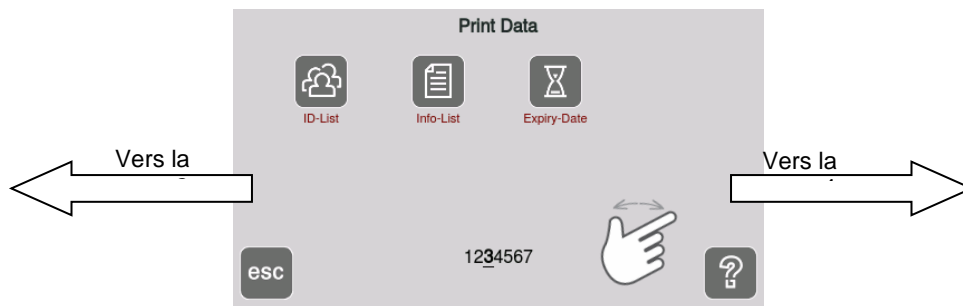 Print Data
ID-List Info-List Expiry-Date
Vers la
Vers la
1234567
esc
?